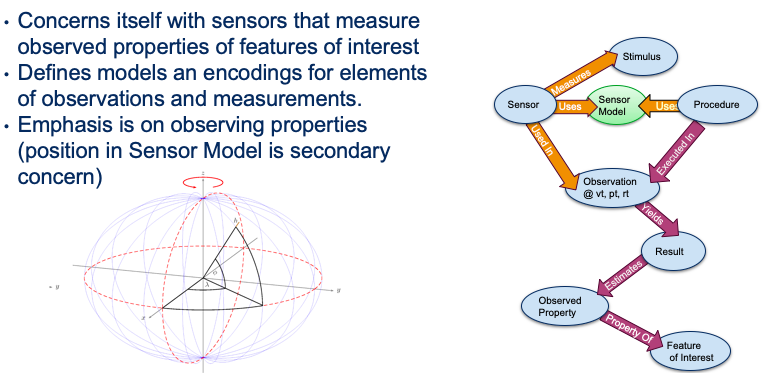 • Concerns itself with sensors that measure
observed properties of features of interest
• Defines models an encodings for elements
of observations and measurements.
• Emphasis is on observing properties
(position in Sensor Model is secondary
concern)
z
h
φ
λ
x
y
y
Stimulus
Measures
Sensor
Uses
Sensor
Model
Uses
Procedure
Used In
Executed In
Observation
@ vt, pt, rt
Yields
Result
Estimates
Observed
Property
Property Of
Feature
of Interest